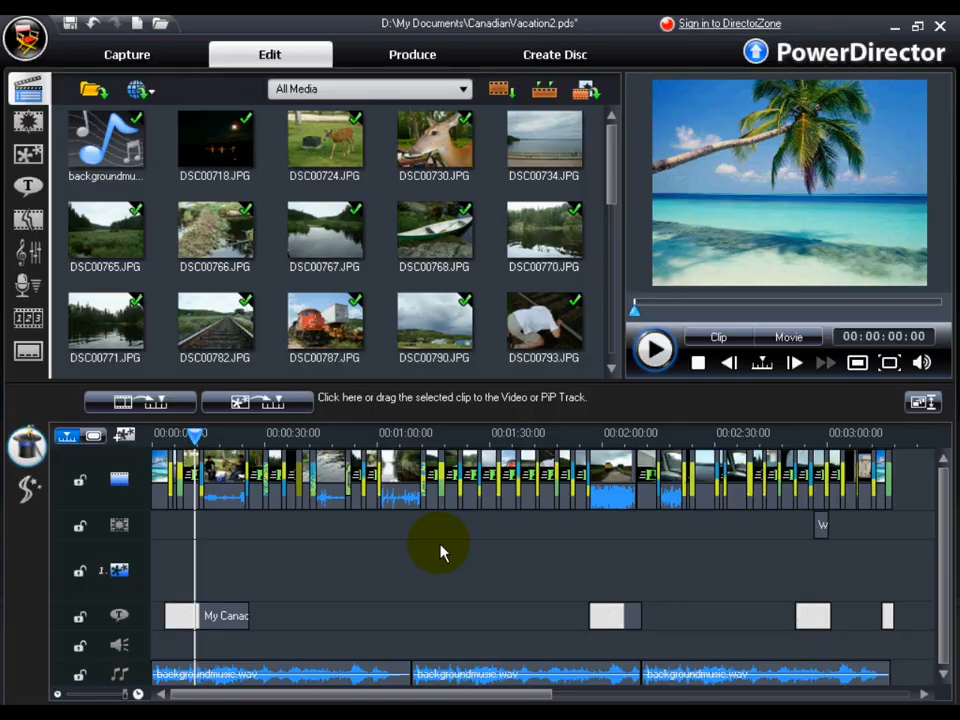 D:\My Documents\CanadianVacation2.pds*
Sign in to DirectorZone
Capture
Edit
Produce
Create Disc
PowerDirector
All Media
backgroundmu...
DSC00718.JPG
DSC00724.JPG
DSC00730.JPG
DSC00734.JPG
DSC00765.JPG
DSC00766.JPG
DSC00767.JPG
DSC00768.JPG
DSC00770.JPG
DSC00771.JPG
DSC00782.JPG
DSC00787.JPG
DSC00790.JPG
DSC00793.JPG
Clip
Movie
00:00:00:00
Click here or drag the selected clip to the Video or PiP Track.
00:00:0
00:00:30:00
00:01:00:00
00:01:30:00
00:02:00:00
00:02:30:00
00:03:00:00
W
1.
My Canac
backgroundmusic.wav
backgroundmusic.wav
backgroundmusic.wav